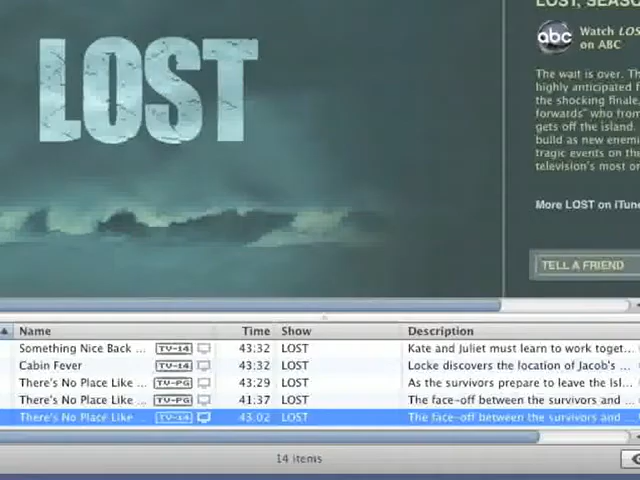 LOST, SEASO
LOST
abc
Watch LOS
on ABC
The wait is over. Th
highly anticipated f
the shocking finale,
forwards" who from
gets off the island.
build as new enemi
tragic events on the
television's most or
More LOST on iTune
TELL A FRIEND
Name Time Show Description
Something Nice Back ... TV-14 43:32 LOST Kate and Juliet must learn to work toget...
Cabin Fever TV-14 43:32 LOST Locke discovers the location of Jacob's ...
There's No Place Like ... TV-PG 43:29 LOST As the survivors prepare to leave the isl...
There's No Place Like ... TV-PG 41:37 LOST The face-off between the survivors and ...
There's No Place Like ... TV-14 43:02 LOST The face-off between the survivors and ...
14 items